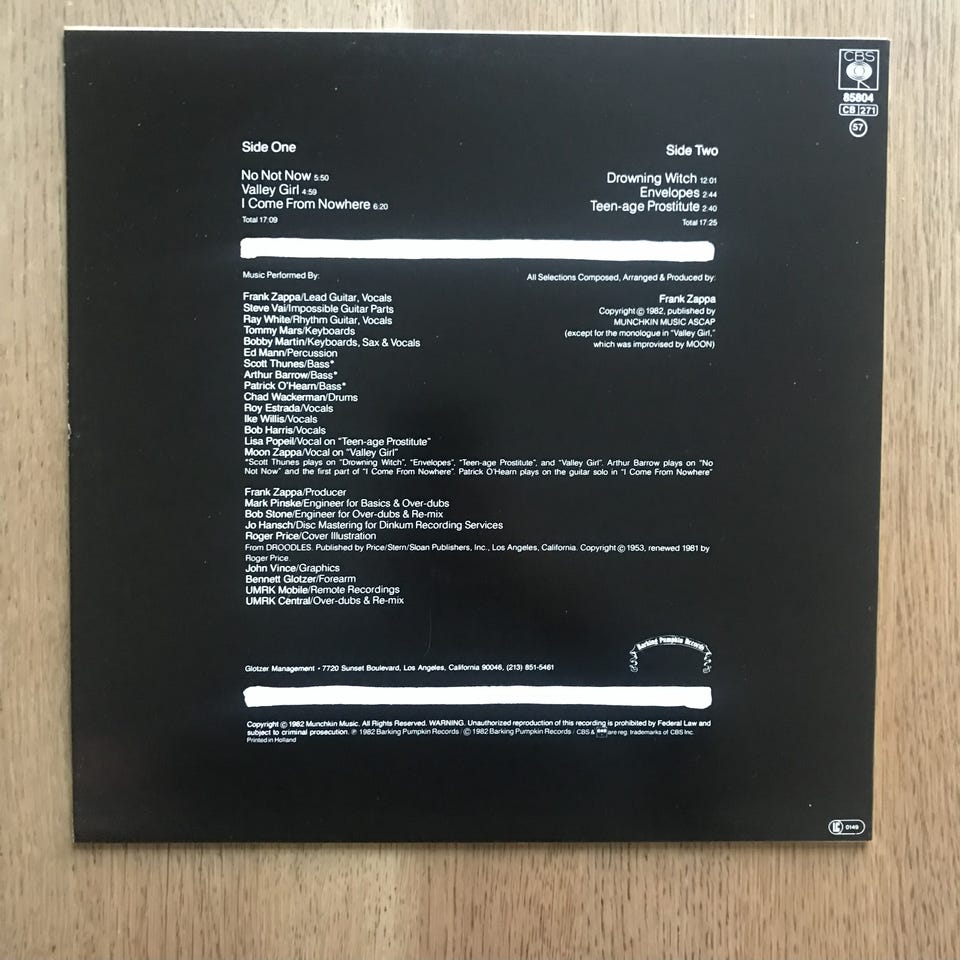 CBS
85804
CB 271
57
Side One
No Not Now 5:50
Valley Girl 4:59
I Come From Nowhere 6:20
Total 17:09
Side Two
Drowning Witch 12:01
Envelopes 2:44
Teen-age Prostitute 2:40
Total 17:25
Music Performed By:
Frank Zappa/Lead Guitar, Vocals
Steve Vai/Impossible Guitar Parts
Ray White/Rhythm Guitar, Vocals
Tommy Mars/Keyboards
Bobby Martin/Keyboards, Sax & Vocals
Ed Mann/Percussion
Scott Thunes/Bass*
Arthur Barrow/Bass*
Patrick O'Hearn/Bass*
Chad Wackerman/Drums
Roy Estrada/Vocals
Ike Willis/Vocals
Bob Harris/Vocals
Lisa Popeil/Vocal on "Teen-age Prostitute"
Moon Zappa/Vocal on "Valley Girl"
*Scott Thunes plays on "Drowning Witch", "Envelopes", "Teen-age Prostitute", and "Valley Girl". Arthur Barrow plays on "No
Not Now" and the first part of "I Come From Nowhere". Patrick O'Hearn plays on the guitar solo in "I Come From Nowhere"
All Selections Composed, Arranged & Produced by:
Frank Zappa
Copyright © 1982, published by
MUNCHKIN MUSIC ASCAP
(except for the monologue in "Valley Girl,"
which was improvised by MOON)
Frank Zappa/Producer
Mark Pinske/Engineer for Basics & Over-dubs
Bob Stone/Engineer for Over-dubs & Re-mix
Jo Hansch/Disc Mastering for Dinkum Recording Services
Roger Price/Cover Illustration
From DROODLES. Published by Price/Stern/Sloan Publishers, Inc., Los Angeles, California. Copyright © 1953, renewed 1981 by
Roger Price.
John Vince/Graphics
Bennett Glotzer/Forearm
UMRK Mobile/Remote Recordings
UMRK Central/Over-dubs & Re-mix
Barking Pumpkin Records
Glotzer Management • 7720 Sunset Boulevard, Los Angeles, California 90046, (213) 851-5461
Copyright © 1982 Munchkin Music. All Rights Reserved. WARNING. Unauthorized reproduction of this recording is prohibited by Federal Law and
subject to criminal prosecution. ℗ 1982 Barking Pumpkin Records / © 1982 Barking Pumpkin Records / CBS & are reg. trademarks of CBS Inc.
Printed in Holland
LC 0149